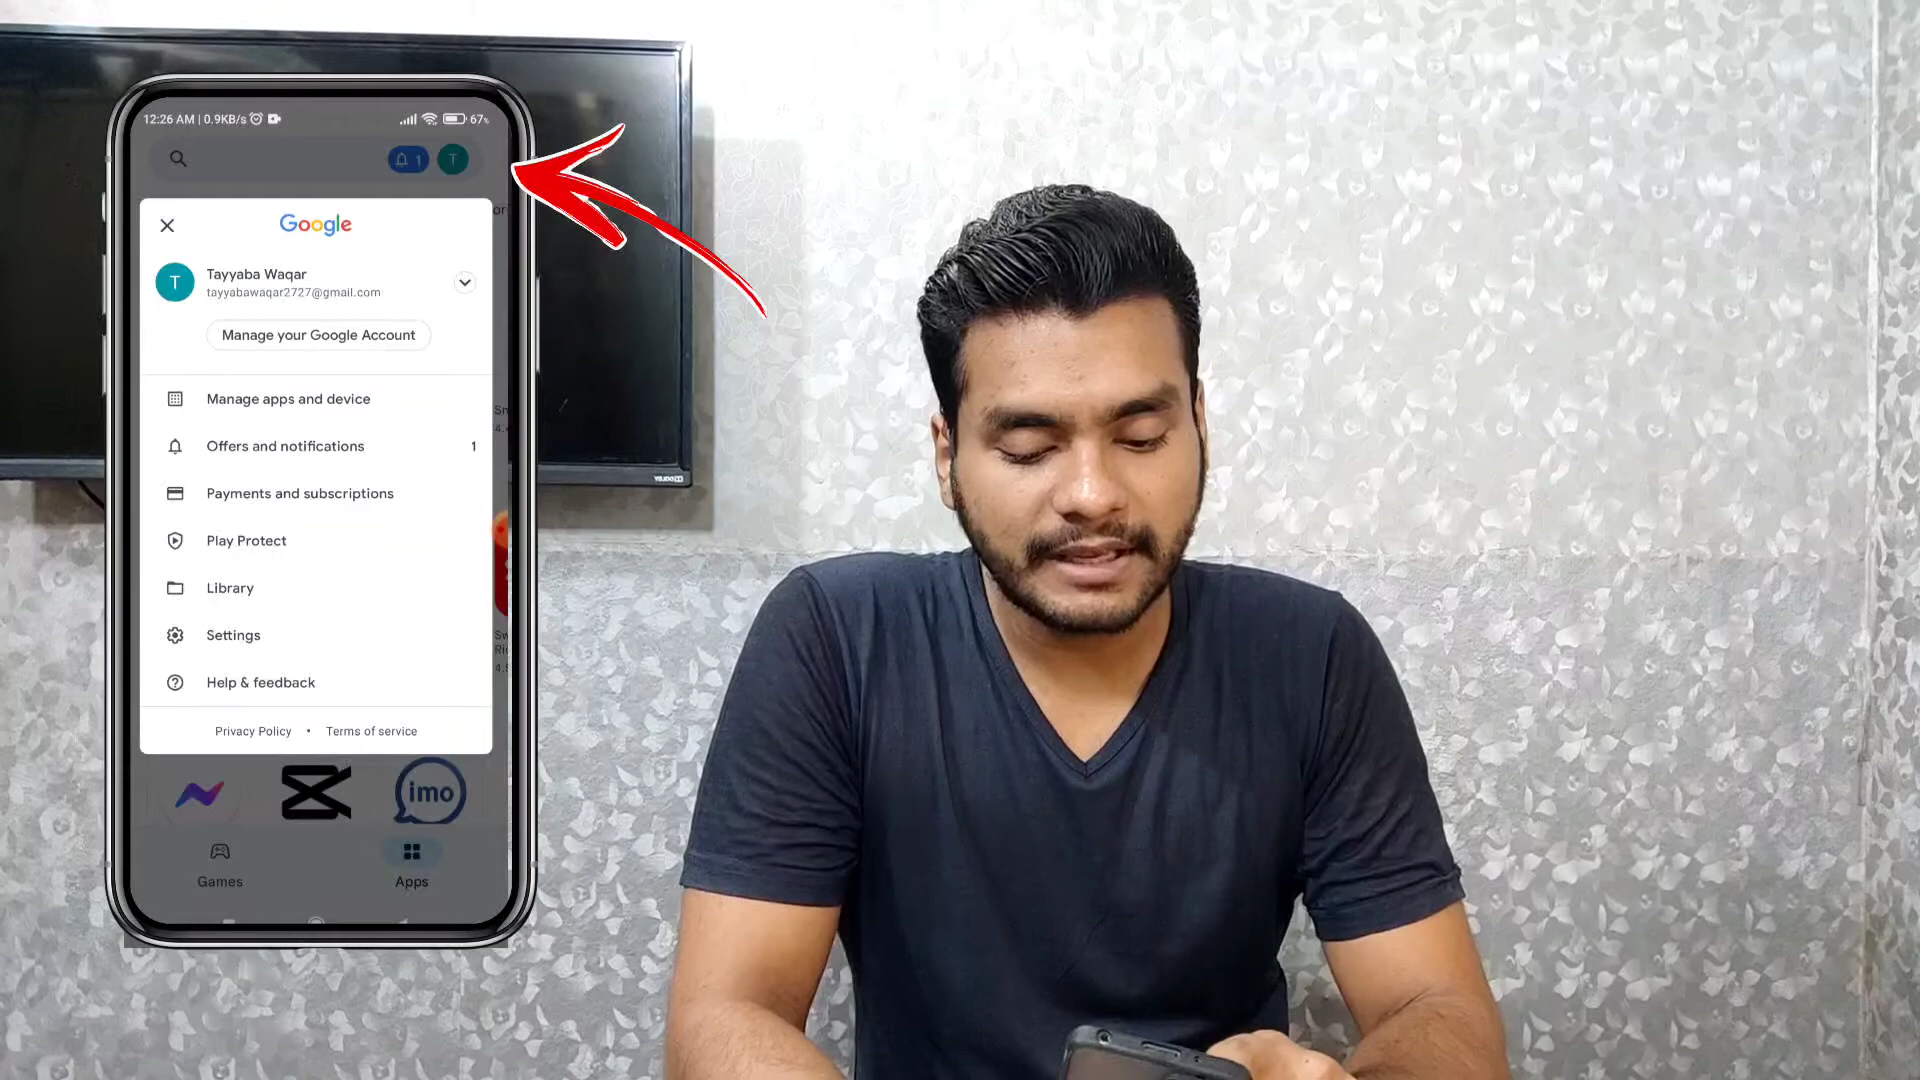 12:26 AM | 0.9KB/s 67%
1 T
Google
T Tayyaba Waqar
tayyabawaqar2727@gmail.com
Manage your Google Account
Manage apps and device
Offers and notifications 1
Payments and subscriptions
Play Protect
Library
Settings
Help & feedback
Privacy Policy • Terms of service
imo
Games Apps